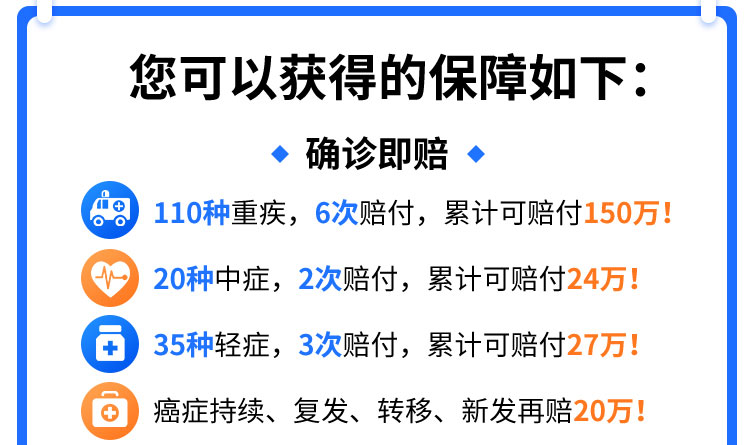 您可以获得的保障如下：
确诊即赔
110种重疾，6次赔付，累计可赔付150万！
20种中症，2次赔付，累计可赔付24万！
35种轻症，3次赔付，累计可赔付27万！
癌症持续、复发、转移、新发再赔20万！